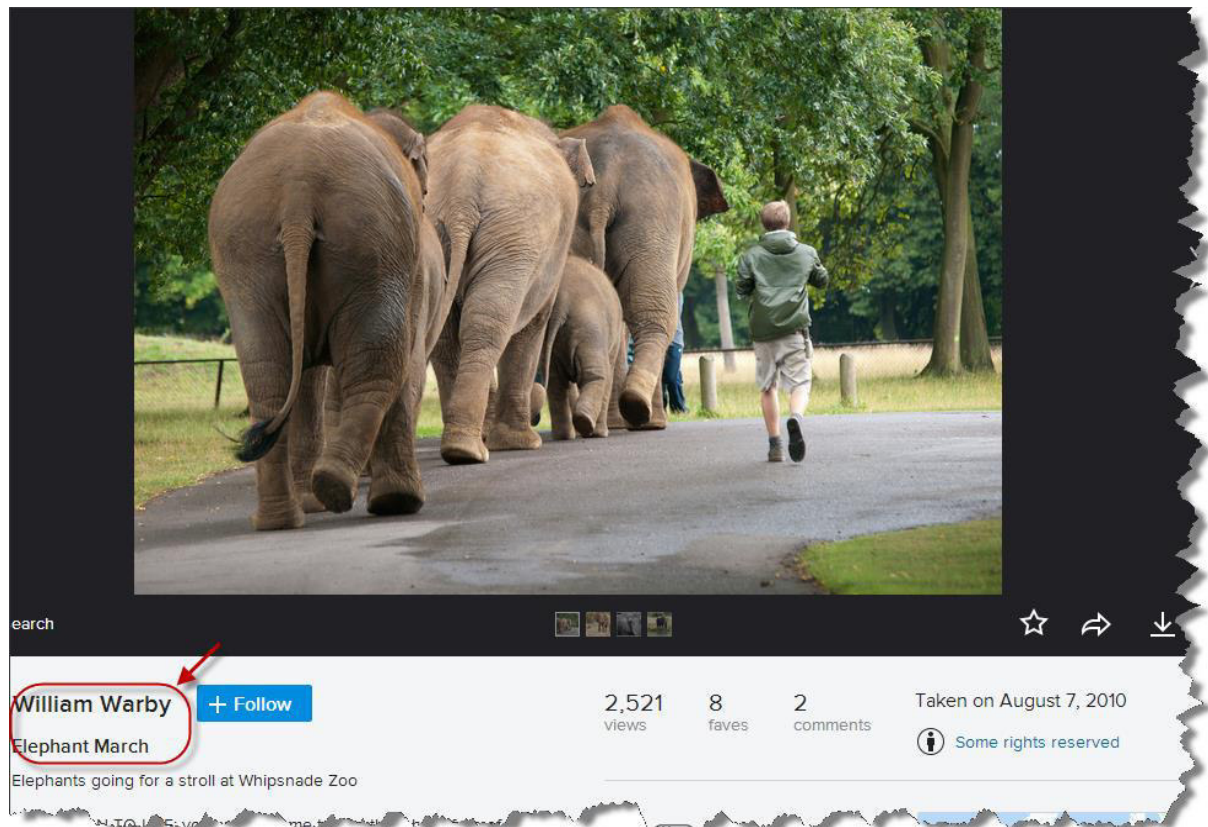 earch
William Warby
+ Follow
Elephant March
Elephants going for a stroll at Whipsnade Zoo
2,521
views
8
faves
2
comments
Taken on August 7, 2010
Some rights reserved